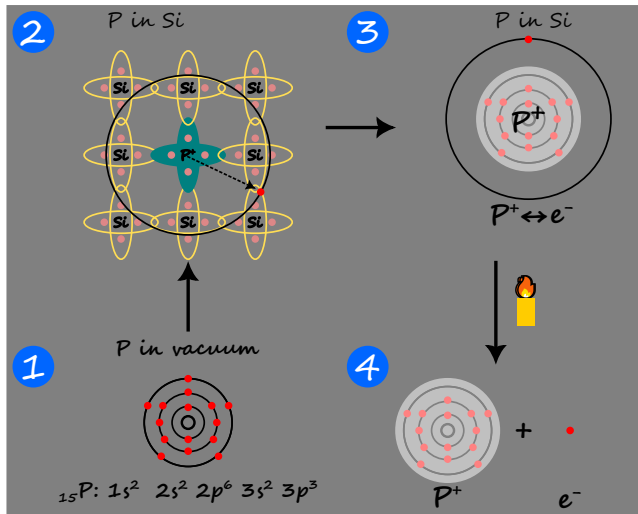 2
P in Si
Si Si Si
Si P⁺ Si
Si Si Si
3
P in Si
P⁺
P⁺↔e⁻
1
P in vacuum
₁₅P: 1s² 2s² 2p⁶ 3s² 3p³
4
+
P⁺ e⁻